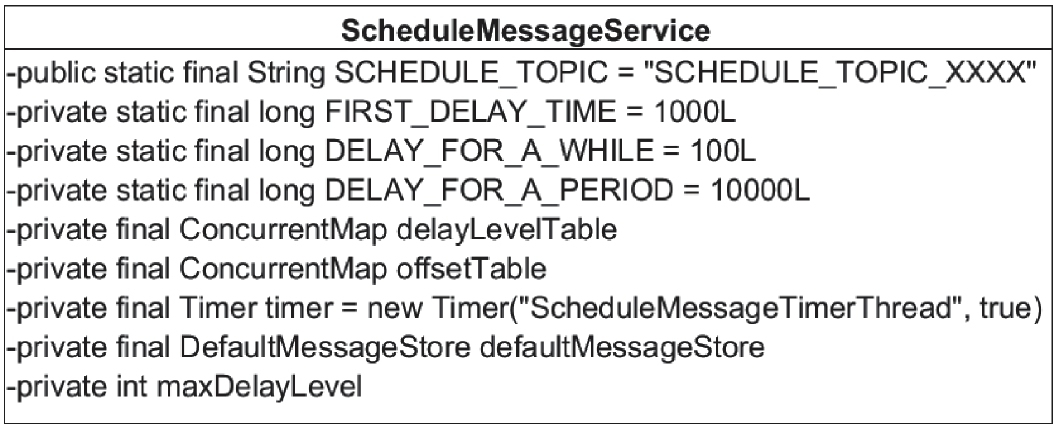 ScheduleMessageService
-public static final String SCHEDULE_TOPIC = "SCHEDULE_TOPIC_XXXX"
-private static final long FIRST_DELAY_TIME = 1000L
-private static final long DELAY_FOR_A_WHILE = 100L
-private static final long DELAY_FOR_A_PERIOD = 10000L
-private final ConcurrentMap delayLevelTable
-private final ConcurrentMap offsetTable
-private final Timer timer = new Timer("ScheduleMessageTimerThread", true)
-private final DefaultMessageStore defaultMessageStore
-private int maxDelayLevel